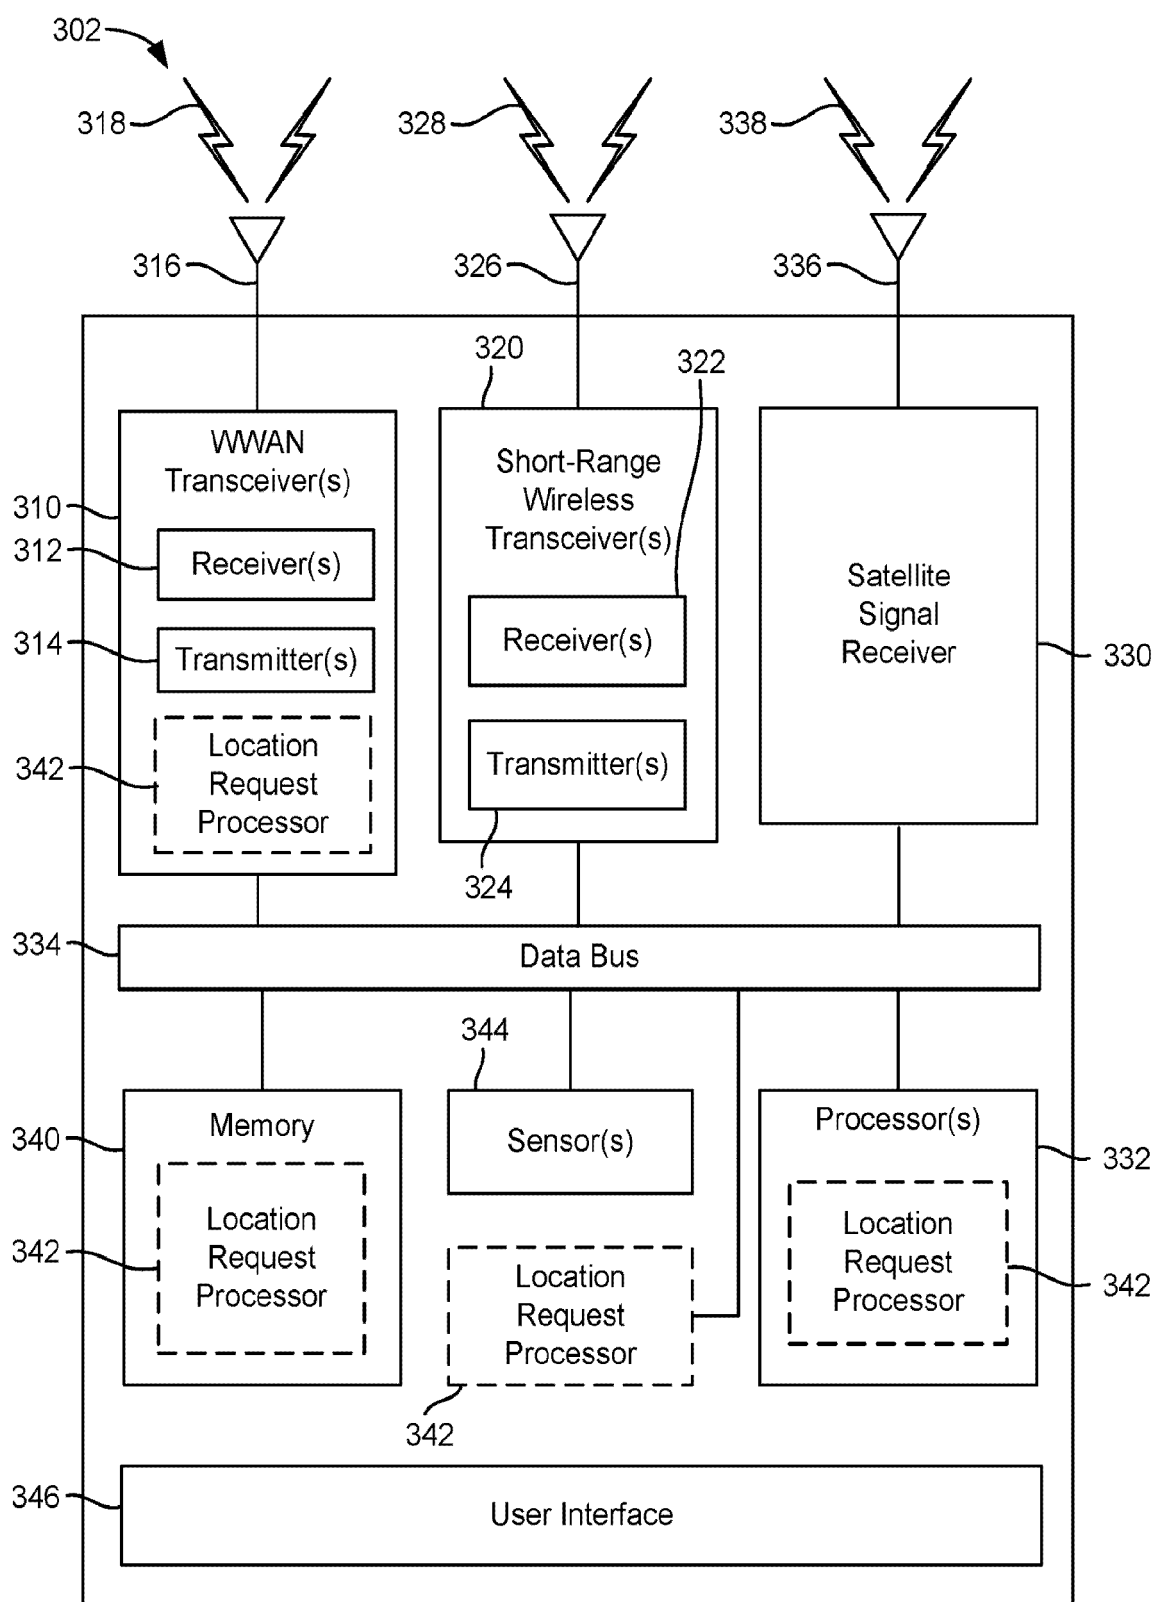 302
318
328
338
316
326
336
320
322
WWAN
Transceiver(s)
310
312
Receiver(s)
314
Transmitter(s)
342
Location
Request
Processor
Short-Range
Wireless
Transceiver(s)
Receiver(s)
Transmitter(s)
324
Satellite
Signal
Receiver
330
334
Data Bus
344
Memory
340
342
Location
Request
Processor
Sensor(s)
Location
Request
Processor
342
Processor(s)
332
Location
Request
Processor
342
346
User Interface